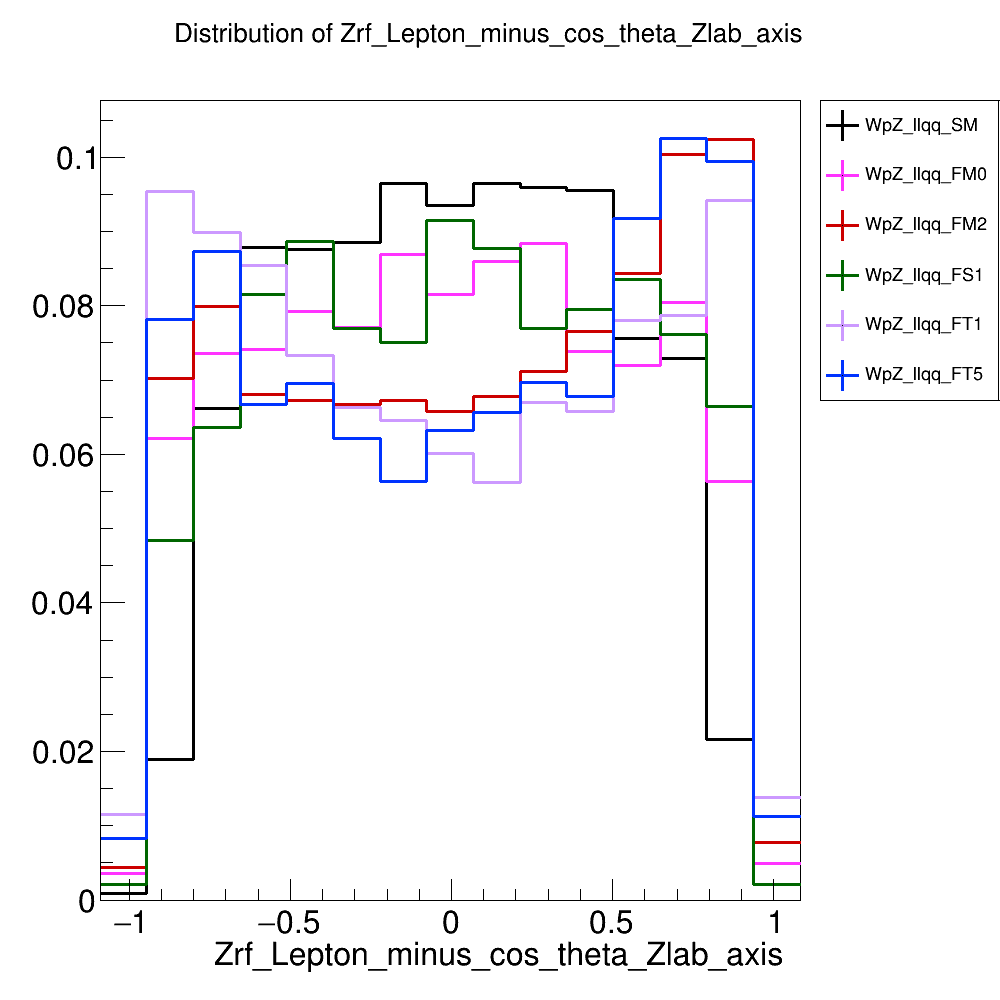 Distribution of Zrf_Lepton_minus_cos_theta_Zlab_axis
WpZ_llqq_SM
WpZ_llqq_FM0
WpZ_llqq_FM2
WpZ_llqq_FS1
WpZ_llqq_FT1
WpZ_llqq_FT5
0.1
0.08
0.06
0.04
0.02
0
−1 −0.5 0 0.5 1
Zrf_Lepton_minus_cos_theta_Zlab_axis